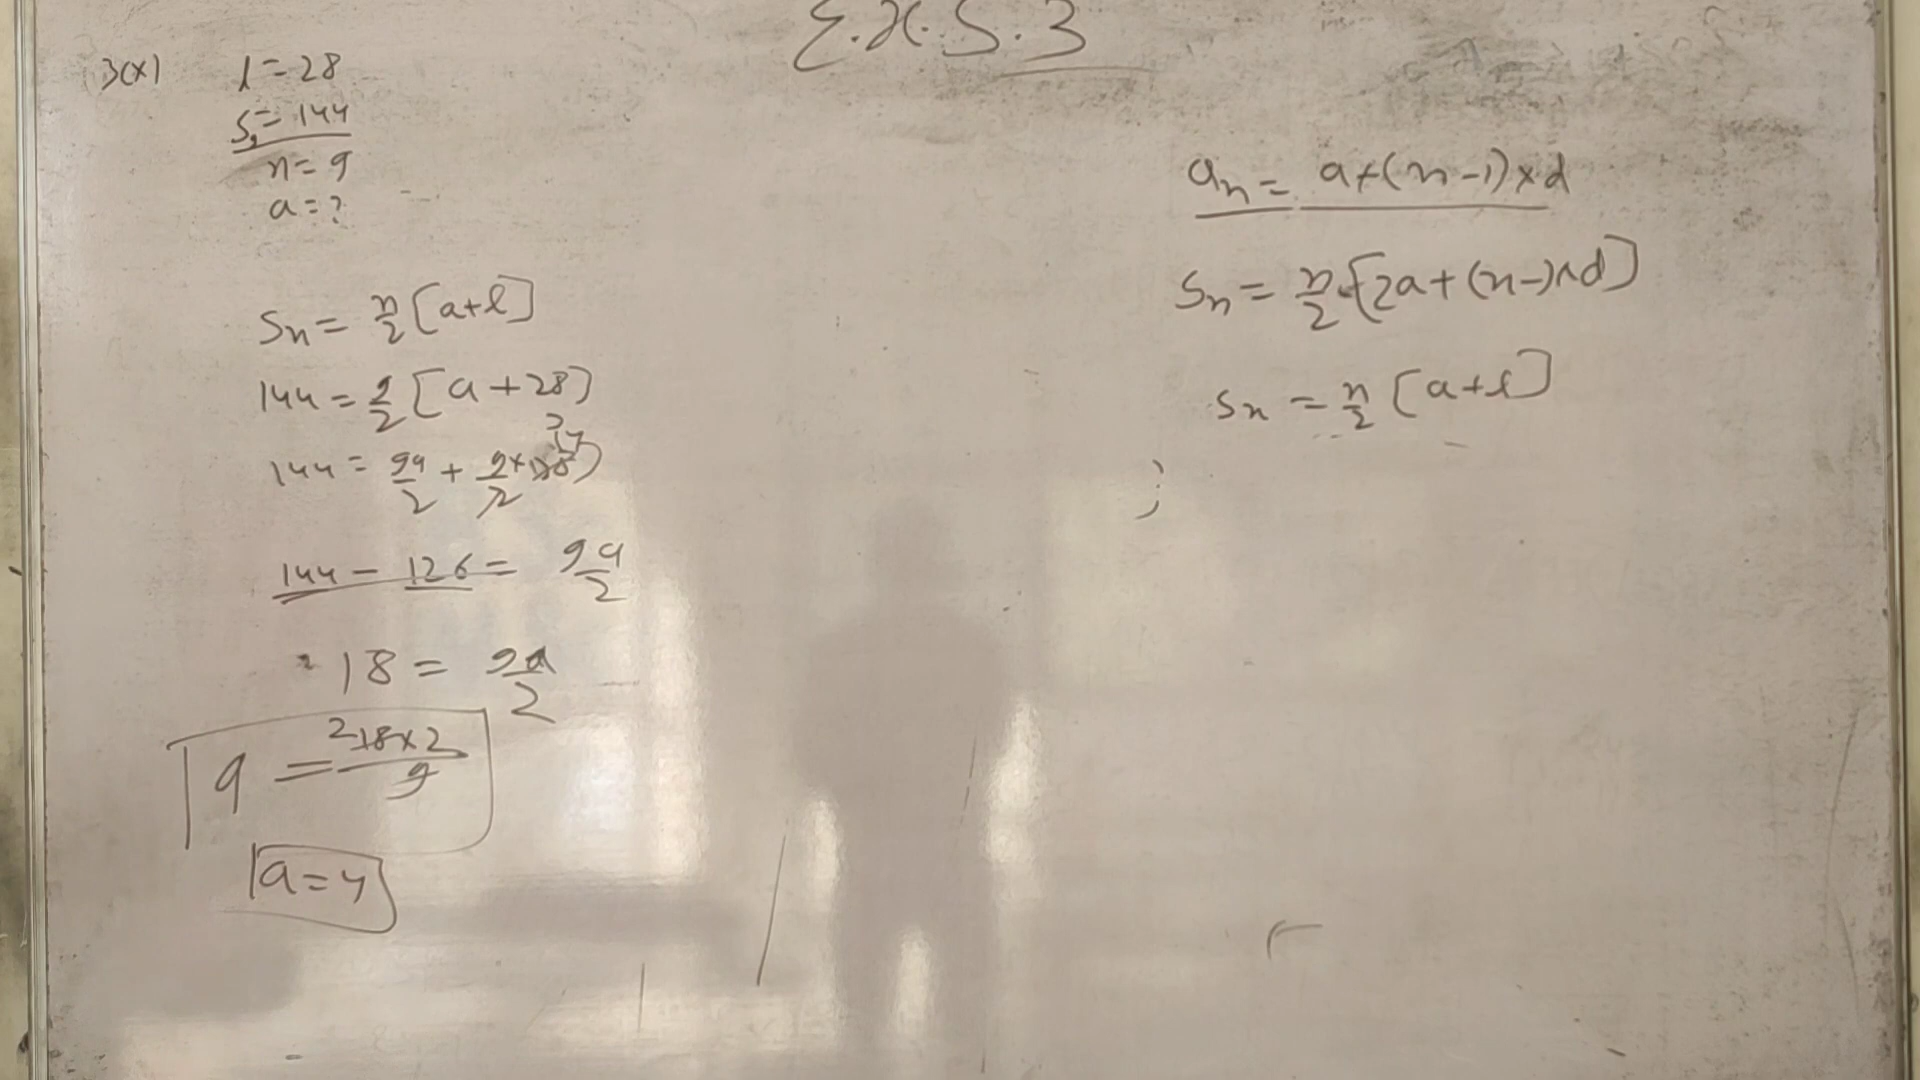 Ex. 5.3
3(x) l = 28
S₉ = 144
n = 9
a = ?
Sn = n/2 [a+l]
144 = 9/2 [a + 28]
144 = 9a/2 + 9/2 × 28)
144 - 126 = 9a/2
18 = 9a/2
a = 18×2/9
a = 4
an = a+(n-1)×d
Sn = n/2 [2a+(n-)×d]
Sn = n/2 [a+l]